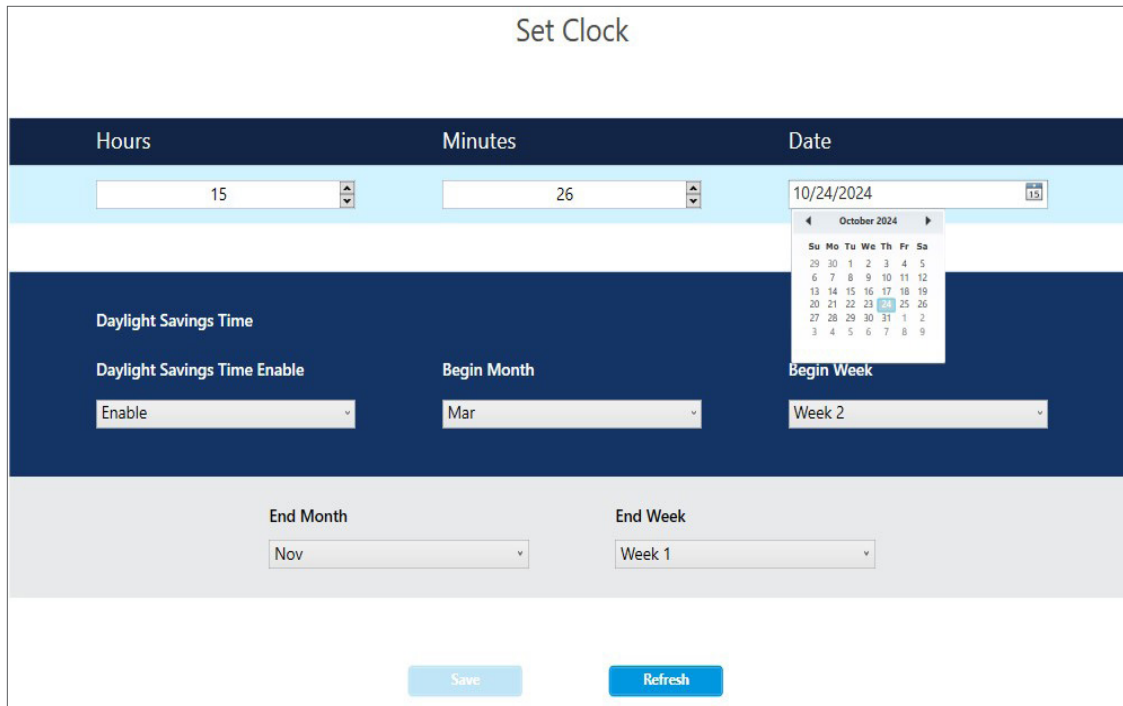 Set Clock
Hours Minutes Date
15 26 10/24/2024 15
October 2024
Su Mo Tu We Th Fr Sa
29 30 1 2 3 4 5
6 7 8 9 10 11 12
13 14 15 16 17 18 19
20 21 22 23 24 25 26
27 28 29 30 31 1 2
3 4 5 6 7 8 9
Daylight Savings Time
Daylight Savings Time Enable Begin Month Begin Week
Enable Mar Week 2
End Month End Week
Nov Week 1
Save Refresh